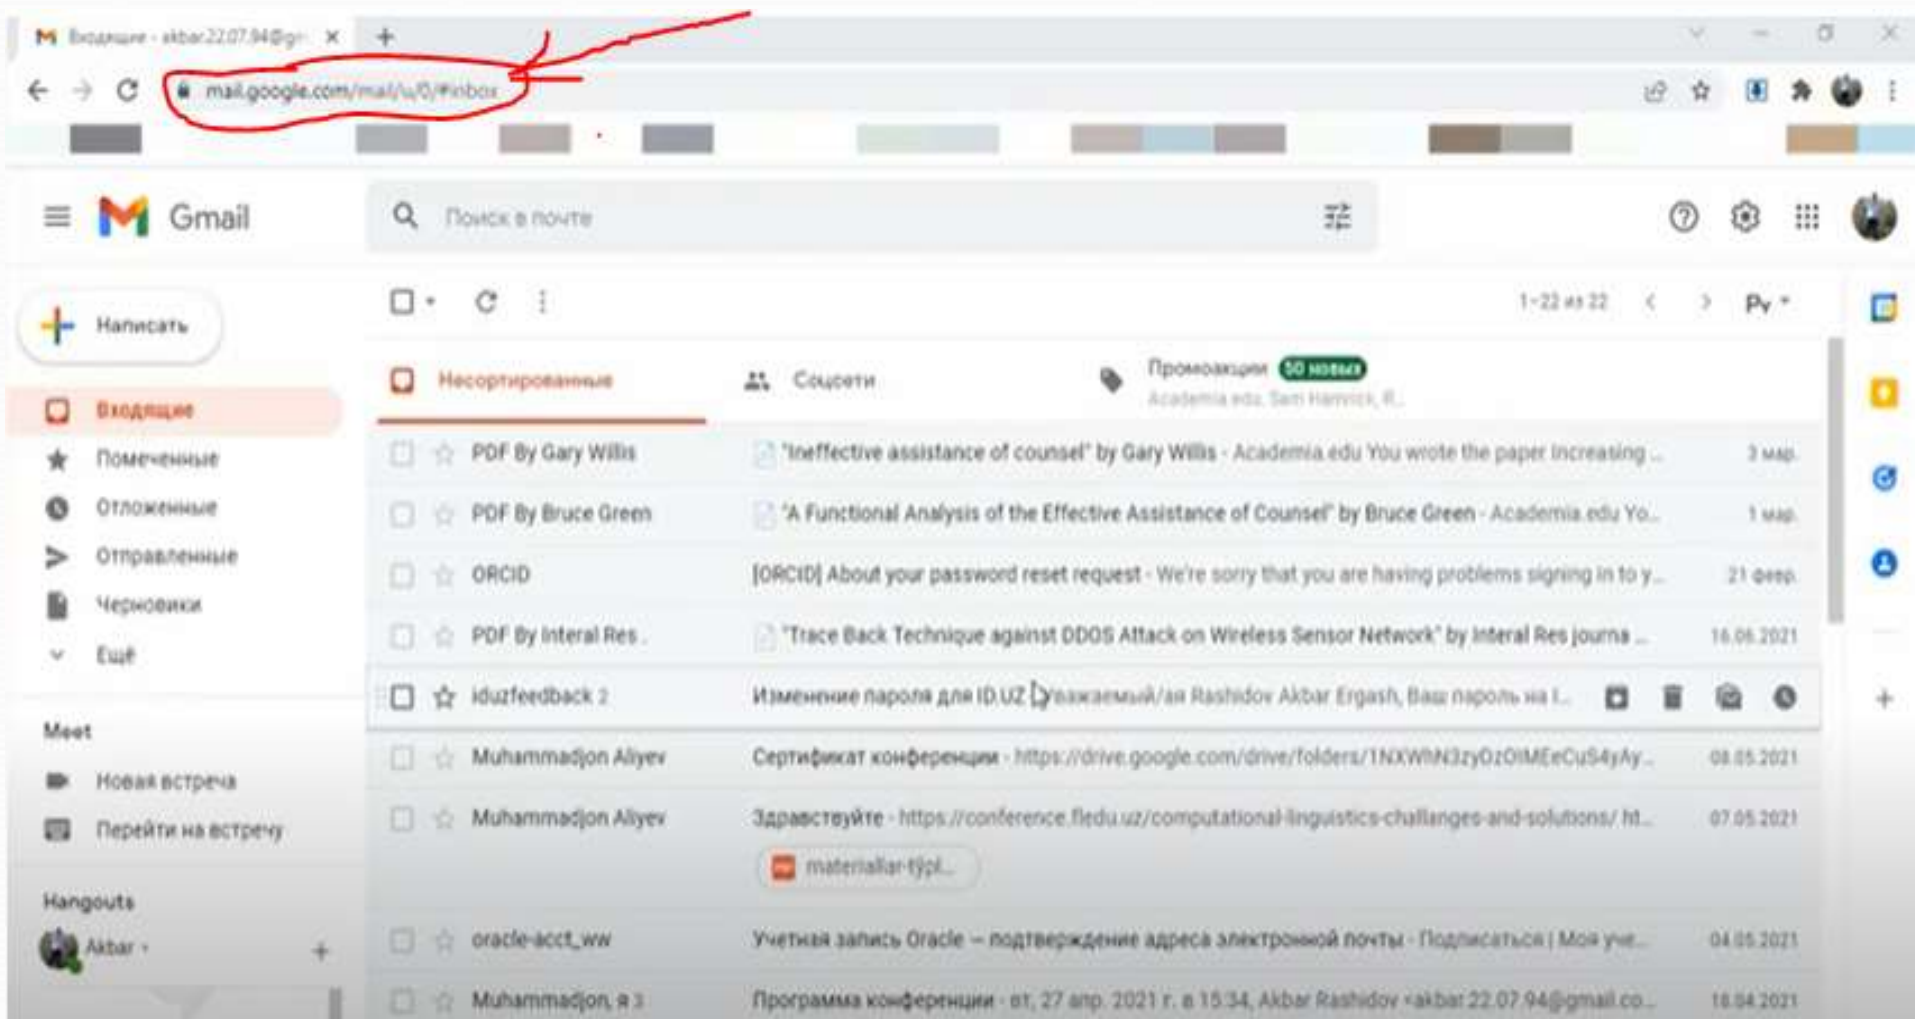 Входящие - akbar.22.07.94@gm
mail.google.com/mail/u/0/#inbox
Gmail
Поиск в почте
Написать
1–22 из 22
Ру
Несортированные
Соцсети
Промоакции 50 новых
Academia.edu, Sam Hamrick, R...
Входящие
Помеченные
Отложенные
Отправленные
Черновики
Ещё
PDF By Gary Willis "Ineffective assistance of counsel" by Gary Willis - Academia.edu You wrote the paper Increasing ... 3 мар.
PDF By Bruce Green "A Functional Analysis of the Effective Assistance of Counsel" by Bruce Green - Academia.edu Yo... 1 мар.
ORCID [ORCID] About your password reset request - We're sorry that you are having problems signing in to y... 21 февр.
PDF By Interal Res . "Trace Back Technique against DDOS Attack on Wireless Sensor Network" by Interal Res journa ... 16.06.2021
iduzfeedback 2 Изменение пароля для ID.UZ Уважаемый/ая Rashidov Akbar Ergash, Ваш пароль на I...
Muhammadjon Aliyev Сертификат конференции - https://drive.google.com/drive/folders/ 08.05.2021
Muhammadjon Aliyev Здравствуйте - https://conference.fledu.uz/computational-linguistics-challanges-and-solutions/ ht... 07.05.2021
materiallar-tўpl...
oracle-acct_ww Учетная запись Oracle – подтверждение адреса электронной почты - Подписаться | Моя уче... 04.05.2021
Muhammadjon, я 3 Программа конференции - вт, 27 апр. 2021 г. в 15:34, Akbar Rashidov <akbar.22.07.94@gmail.co...
Meet
Новая встреча
Перейти на встречу
Hangouts
Akbar